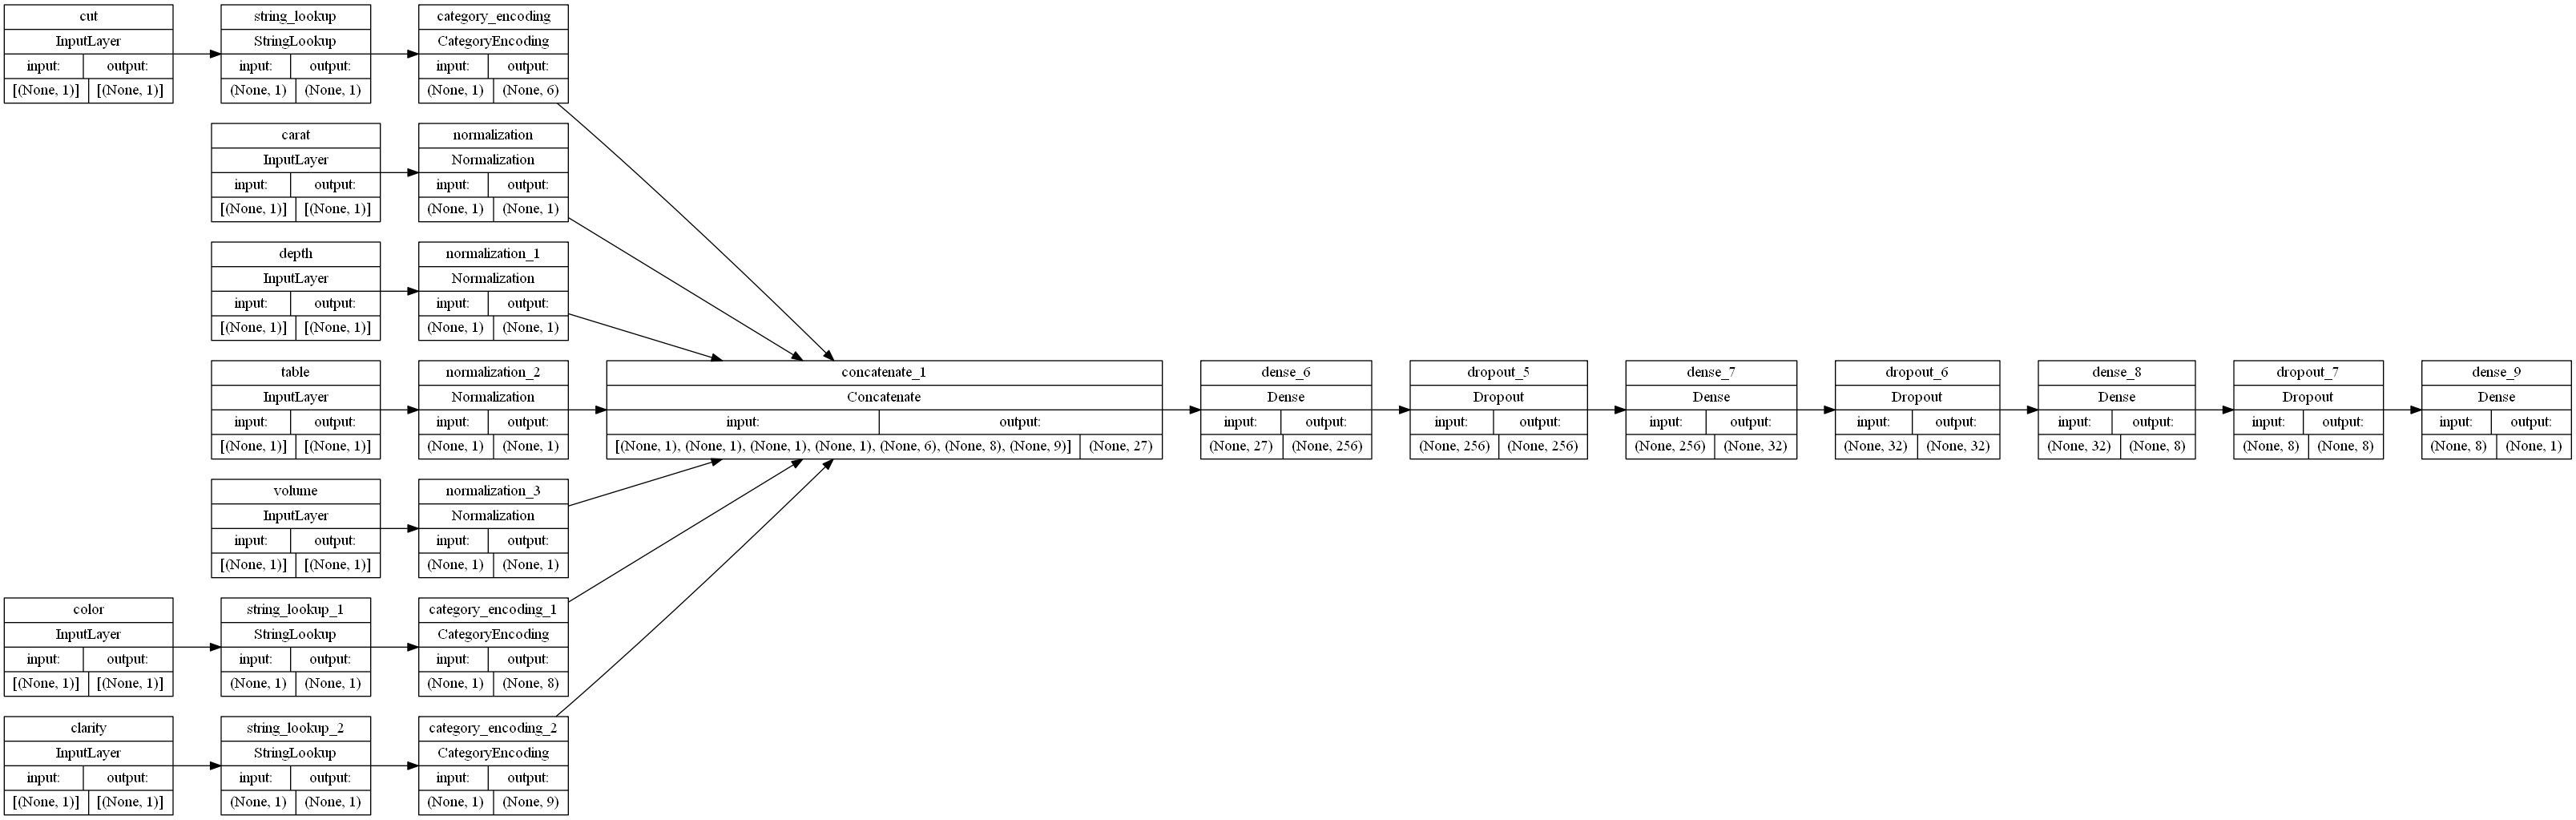 cut
InputLayer
input: output:
[(None, 1)] [(None, 1)]
string_lookup
StringLookup
input: output:
(None, 1) (None, 1)
category_encoding
CategoryEncoding
input: output:
(None, 1) (None, 6)
carat
InputLayer
input: output:
[(None, 1)] [(None, 1)]
normalization
Normalization
input: output:
(None, 1) (None, 1)
depth
InputLayer
input: output:
[(None, 1)] [(None, 1)]
normalization_1
Normalization
input: output:
(None, 1) (None, 1)
table
InputLayer
input: output:
[(None, 1)] [(None, 1)]
normalization_2
Normalization
input: output:
(None, 1) (None, 1)
concatenate_1
Concatenate
input: output:
[(None, 1), (None, 1), (None, 1), (None, 1), (None, 6), (None, 8), (None, 9)] (None, 27)
dense_6
Dense
input: output:
(None, 27) (None, 256)
dropout_5
Dropout
input: output:
(None, 256) (None, 256)
dense_7
Dense
input: output:
(None, 256) (None, 32)
dropout_6
Dropout
input: output:
(None, 32) (None, 32)
dense_8
Dense
input: output:
(None, 32) (None, 8)
dropout_7
Dropout
input: output:
(None, 8) (None, 8)
dense_9
Dense
input: output:
(None, 8) (None, 1)
volume
InputLayer
input: output:
[(None, 1)] [(None, 1)]
normalization_3
Normalization
input: output:
(None, 1) (None, 1)
color
InputLayer
input: output:
[(None, 1)] [(None, 1)]
string_lookup_1
StringLookup
input: output:
(None, 1) (None, 1)
category_encoding_1
CategoryEncoding
input: output:
(None, 1) (None, 8)
clarity
InputLayer
input: output:
[(None, 1)] [(None, 1)]
string_lookup_2
StringLookup
input: output:
(None, 1) (None, 1)
category_encoding_2
CategoryEncoding
input: output:
(None, 1) (None, 9)